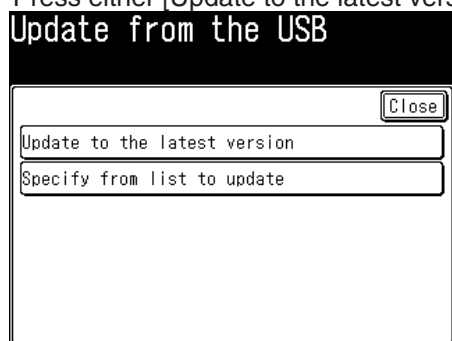 Press either [Update to the latest vers
Update from the USB
Close
Update to the latest version
Specify from list to update